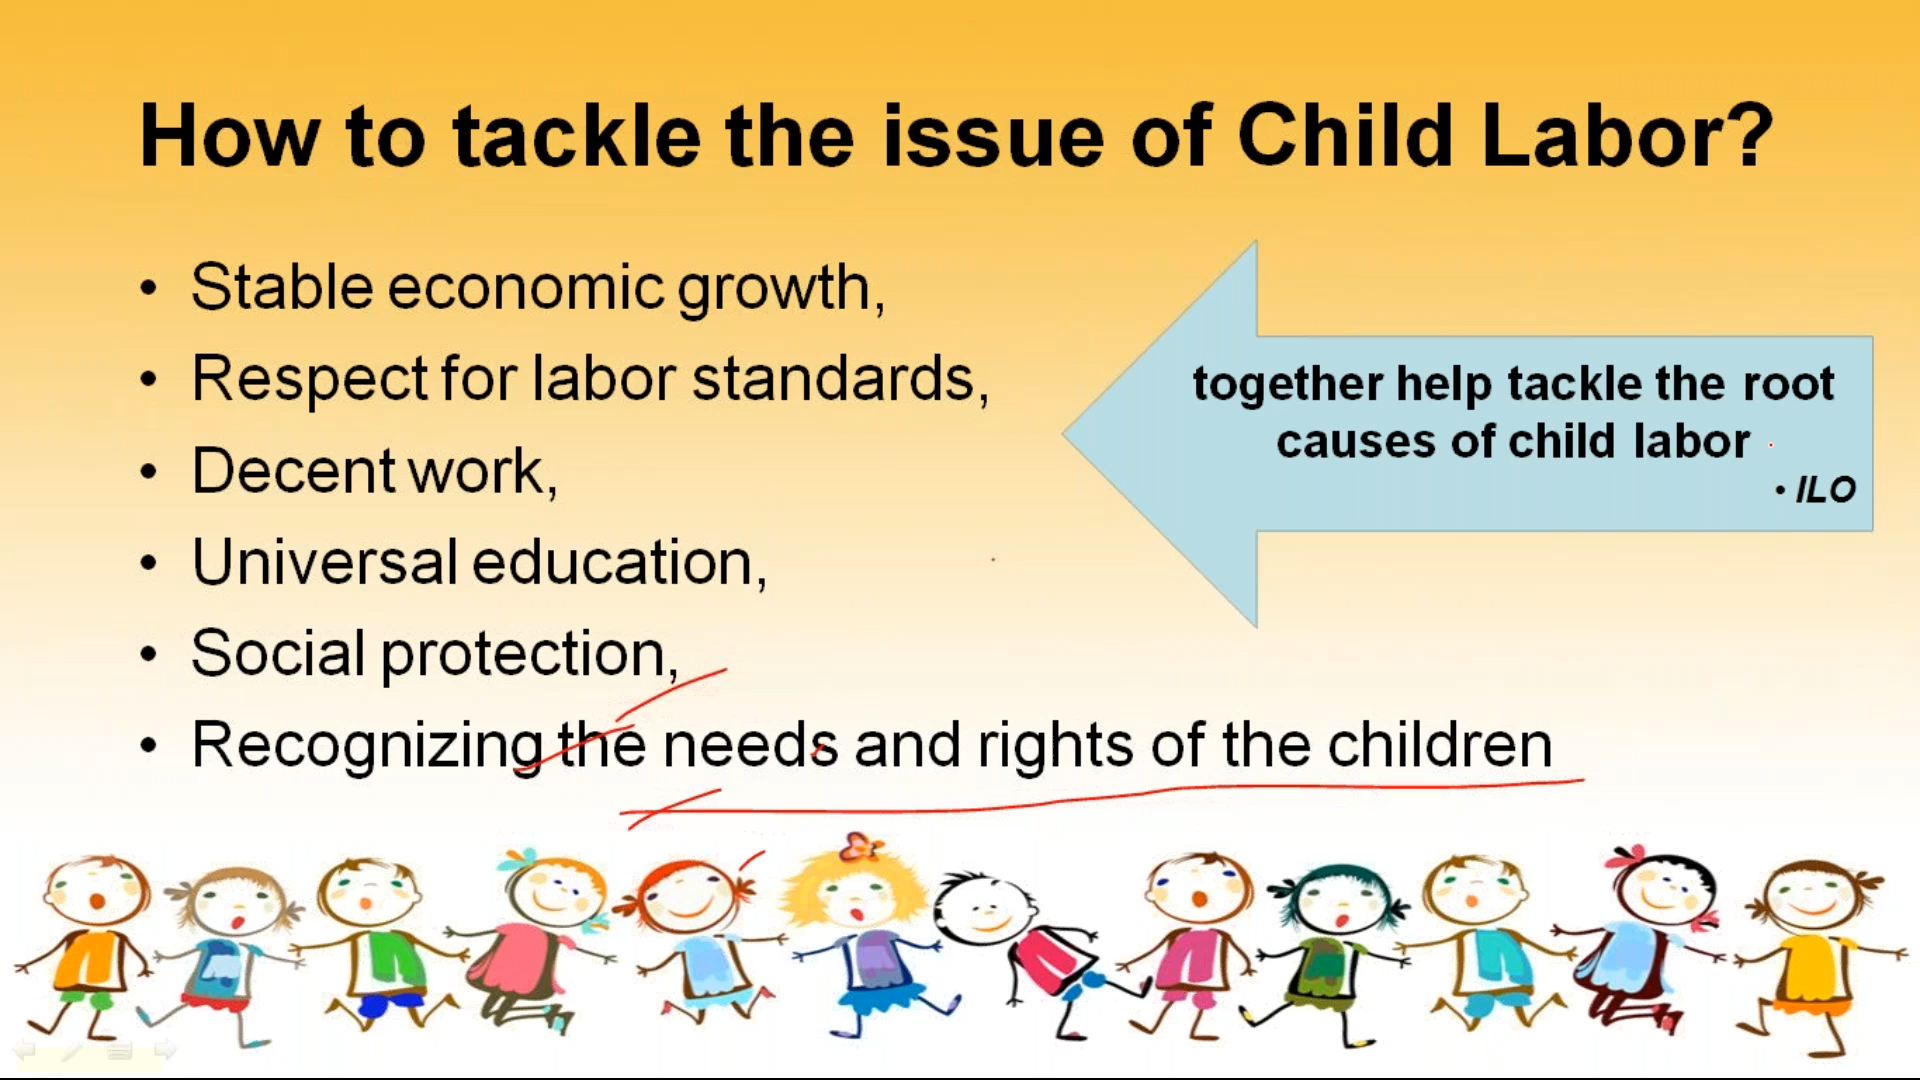 How to tackle the issue of Child Labor?
• Stable economic growth,
• Respect for labor standards,
• Decent work,
• Universal education,
• Social protection,
• Recognizing the needs and rights of the children
together help tackle the root
causes of child labor
• ILO